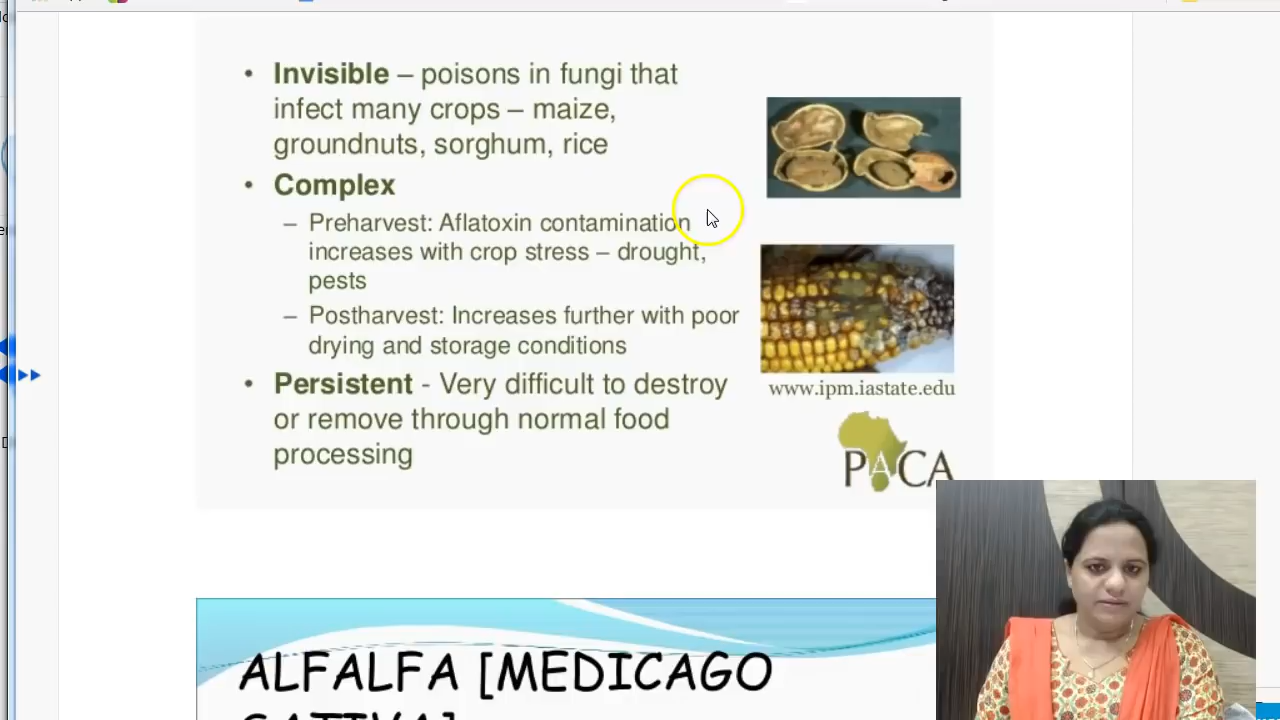 • Invisible – poisons in fungi that
infect many crops – maize,
groundnuts, sorghum, rice
• Complex
– Preharvest: Aflatoxin contamination
increases with crop stress – drought,
pests
– Postharvest: Increases further with poor
drying and storage conditions
• Persistent - Very difficult to destroy
or remove through normal food
processing
www.ipm.iastate.edu
PACA
ALFALFA [MEDICAGO
SATIVA]